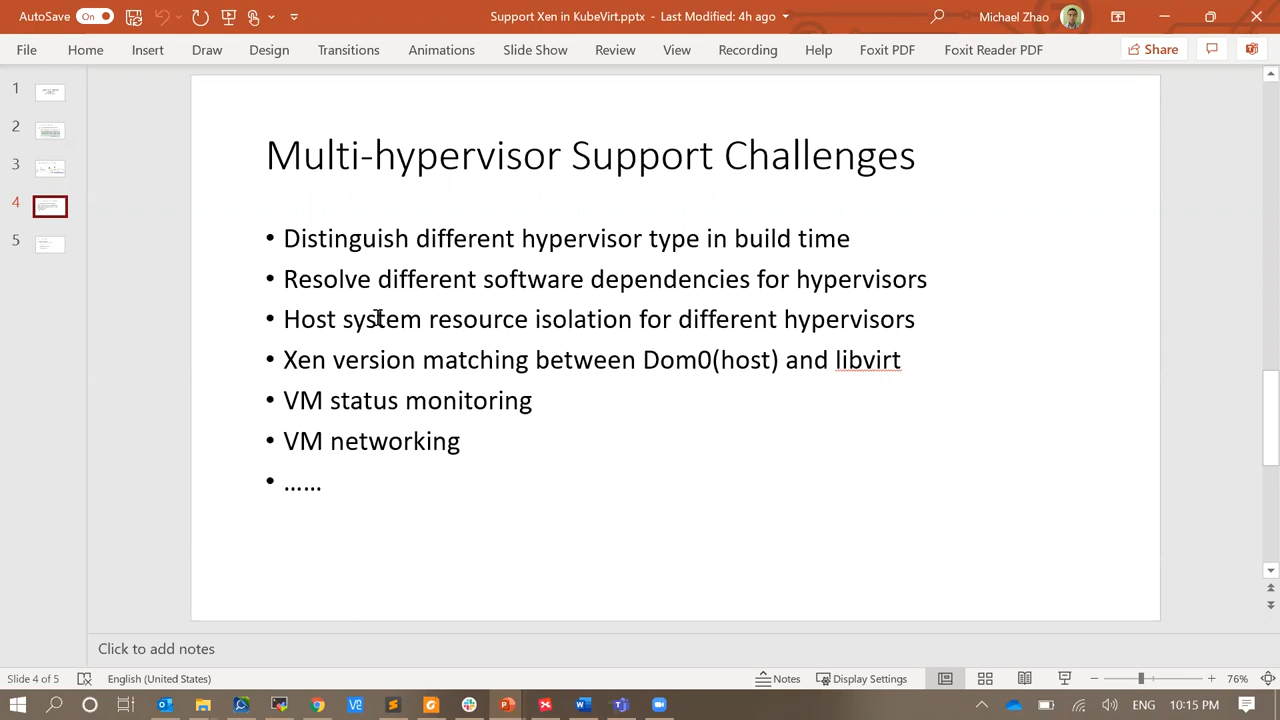 AutoSave On
Support Xen in KubeVirt.pptx - Last Modified: 4h ago
Michael Zhao
File Home Insert Draw Design Transitions Animations Slide Show Review View Recording Help Foxit PDF Foxit Reader PDF Share
1
2
3
4
5
Multi-hypervisor Support Challenges
• Distinguish different hypervisor type in build time
• Resolve different software dependencies for hypervisors
• Host system resource isolation for different hypervisors
• Xen version matching between Dom0(host) and libvirt
• VM status monitoring
• VM networking
• ……
Click to add notes
Slide 4 of 5 English (United States) Notes Display Settings 76%
ENG 10:15 PM